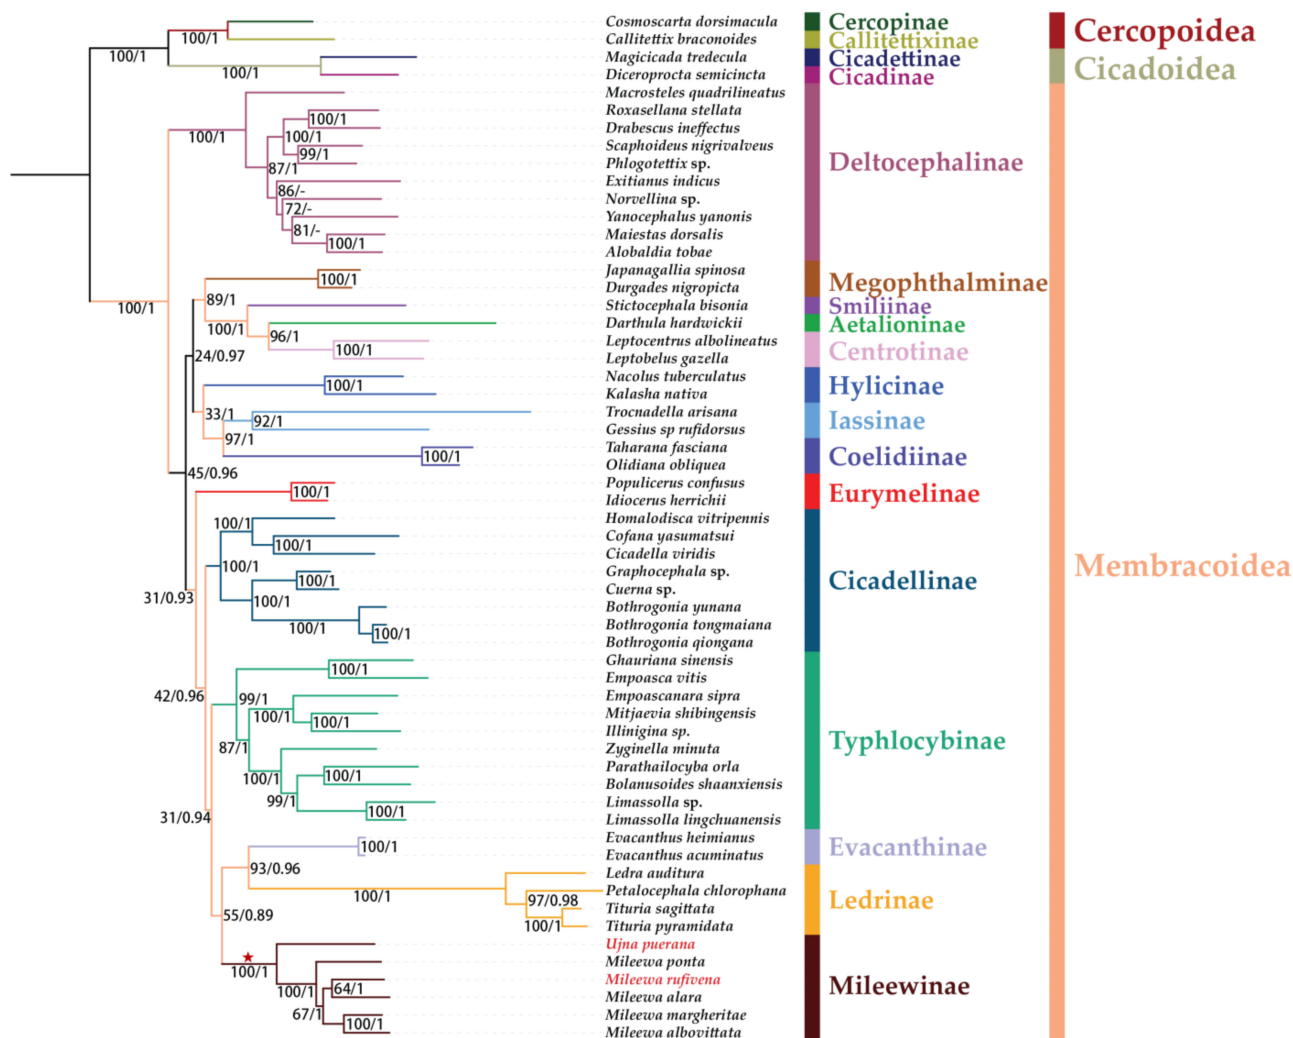 Cosmoscarta dorsimacula
Callitettix braconoides
Magicicada tredecula
Diceroprocta semicincta
Macrosteles quadrilineatus
Roxasellana stellata
Drabescus ineffectus
Scaphoideus nigrivalveus
Phlogotettix sp.
Exitianus indicus
Norvellina sp.
Yanocephalus yanonis
Maiestas dorsalis
Alobaldia tobae
Japanagallia spinosa
Durgades nigropicta
Stictocephala bisonia
Darthula hardwickii
Leptocentrus albolineatus
Leptobelus gazella
Nacolus tuberculatus
Kalasha nativa
Trocnadella arisana
Gessius sp rufidorsus
Taharana fasciana
Olidiana obliquea
Populicerus confusus
Idiocerus herrichii
Homalodisca vitripennis
Cofana yasumatsui
Cicadella viridis
Graphocephala sp.
Cuerna sp.
Bothrogonia yunana
Bothrogonia tongmaiana
Bothrogonia qiongana
Ghauriana sinensis
Empoasca vitis
Empoascanara sipra
Mitjaevia shibingensis
Illinigina sp.
Zyginella minuta
Parathailocyba orla
Bolanusoides shaanxiensis
Limassolla sp.
Limassolla lingchuanensis
Evacanthus heimianus
Evacanthus acuminatus
Ledra auditura
Petalocephala chlorophana
Tituria sagittata
Tituria pyramidata
Ujna puerana
Mileewa ponta
Mileewa rufivena
Mileewa alara
Mileewa margheritae
Mileewa albovittata
100/1
100/1
100/1
100/1
100/1
100/1
99/1
87/1
86/-
72/-
81/-
100/1
100/1
100/1
89/1
100/1
96/1
100/1
24/0.97
100/1
33/1
92/1
97/1
100/1
45/0.96
100/1
100/1
100/1
100/1
100/1
100/1
31/0.93
100/1
100/1
100/1
42/0.96
99/1
100/1
100/1
87/1
100/1
100/1
99/1
100/1
31/0.94
100/1
93/0.96
100/1
97/0.98
100/1
55/0.89
100/1
100/1
64/1
67/1
100/1
Cercopinae
Callitettixinae
Cicadettinae
Cicadinae
Deltocephalinae
Megophthalminae
Smiliinae
Aetalioninae
Centrotinae
Hylicinae
Iassinae
Coelidiinae
Eurymelinae
Cicadellinae
Typhlocybinae
Evacanthinae
Ledrinae
Mileewinae
Cercopoidea
Cicadoidea
Membracoidea